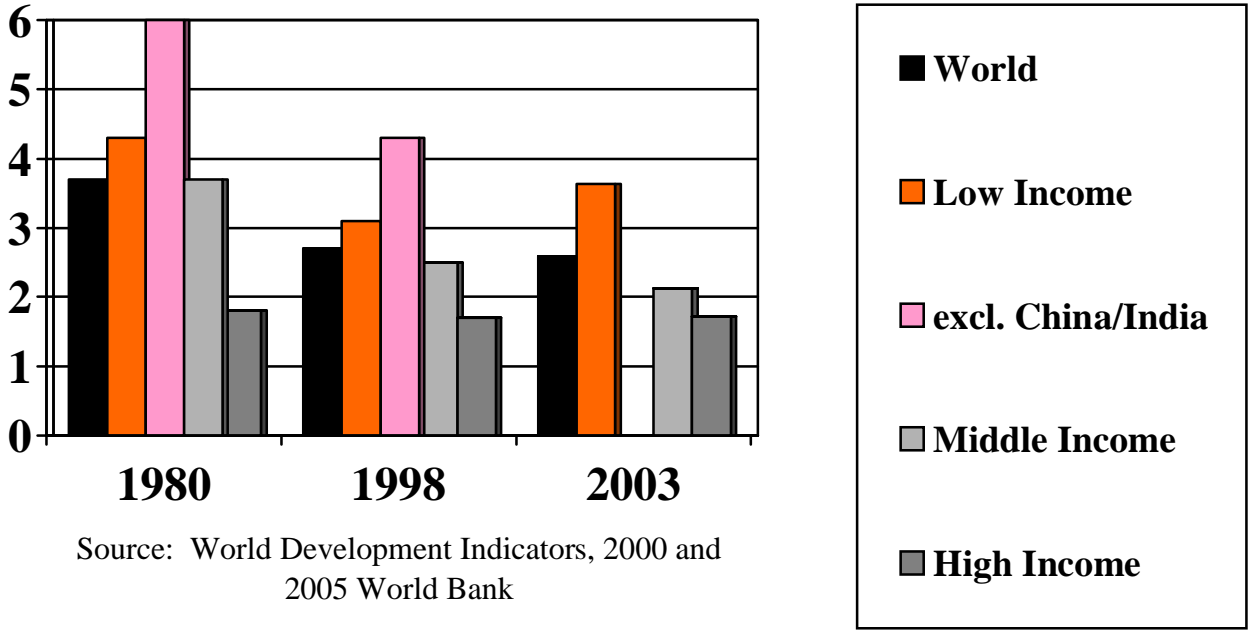 6
5
4
3
2
1
0
1980 1998 2003
Source: World Development Indicators, 2000 and
2005 World Bank
World
Low Income
excl. China/India
Middle Income
High Income